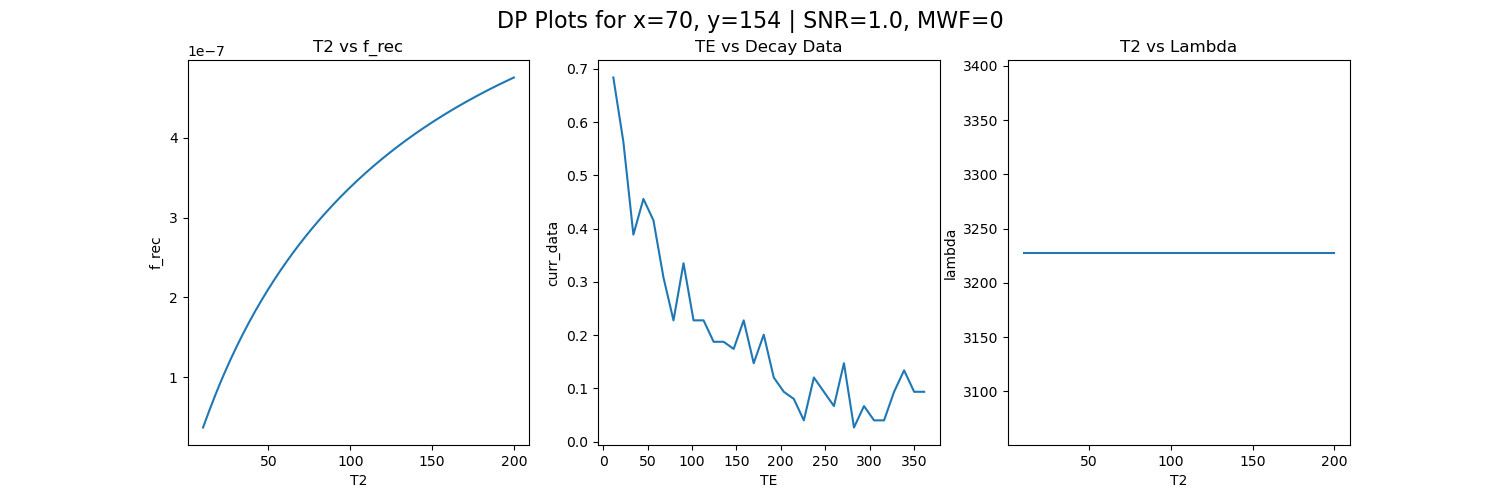 DP Plots for x=70, y=154 | SNR=1.0, MWF=0
T2 vs f_rec
1e−7
4
3
2
1
f_rec
50 100 150 200
T2
TE vs Decay Data
0.7
0.6
0.5
0.4
0.3
0.2
0.1
0.0
curr_data
0 50 100 150 200 250 300 350
TE
T2 vs Lambda
3400
3350
3300
3250
3200
3150
3100
lambda
50 100 150 200
T2